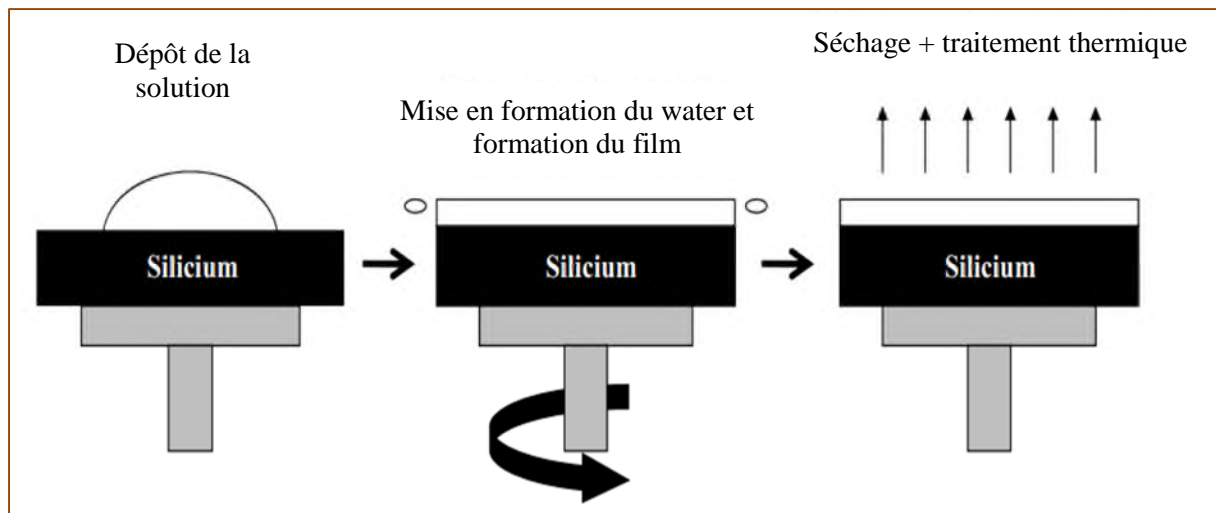 Dépôt de la
solution
Mise en formation du water et
formation du film
Séchage + traitement thermique
Silicium
Silicium
Silicium